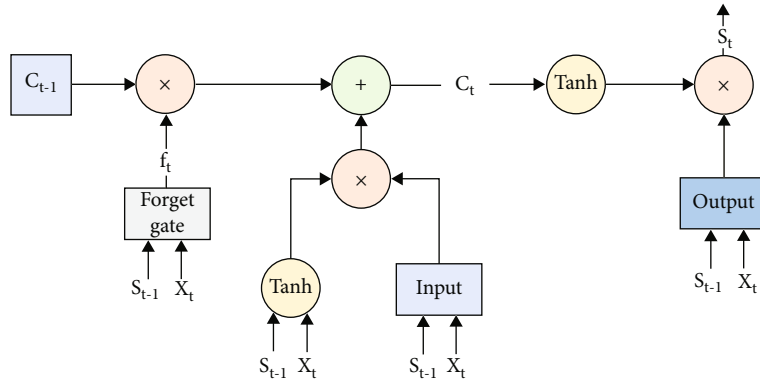 S_t
C_{t-1}
×
+
C_t
Tanh
×
f_t
×
Forget
gate
Output
S_{t-1} X_t
Tanh
Input
S_{t-1} X_t
S_{t-1} X_t
S_{t-1} X_t